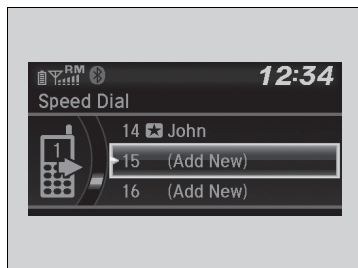 RM 12:34
Speed Dial
14 ★ John
1
15 (Add New)
16 (Add New)